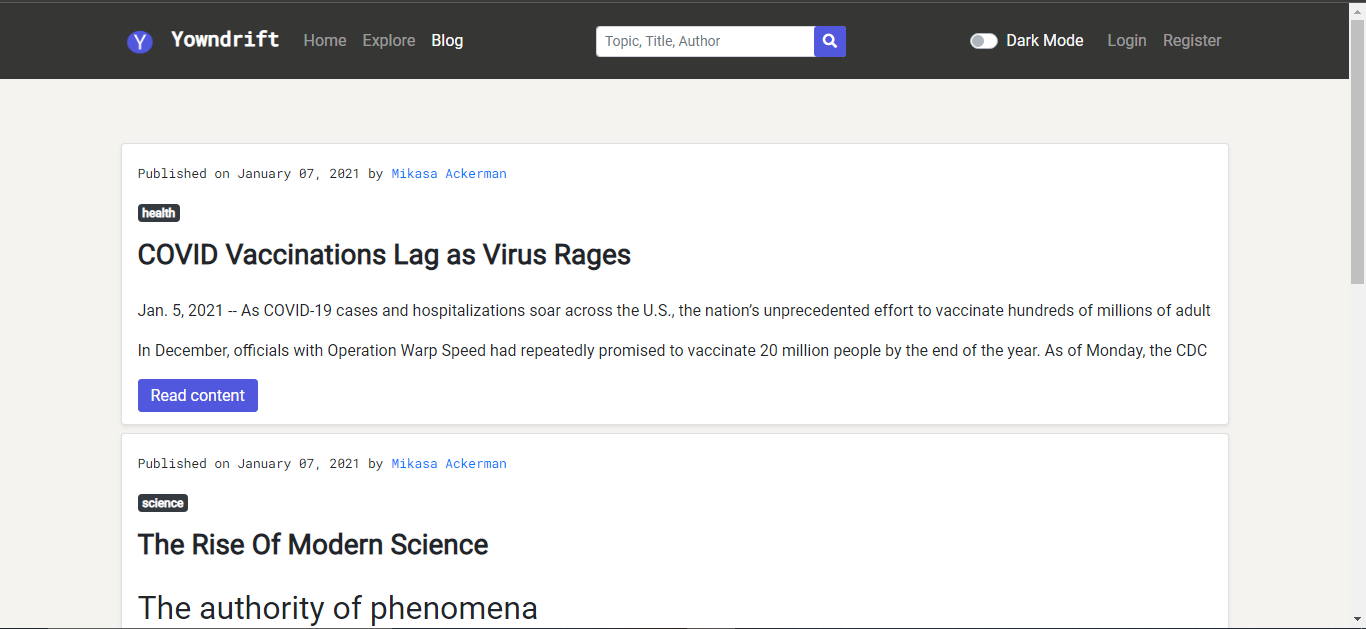 Y Yowndrift Home Explore Blog Topic, Title, Author Dark Mode Login Register
Published on January 07, 2021 by Mikasa Ackerman
health
COVID Vaccinations Lag as Virus Rages
Jan. 5, 2021 -- As COVID-19 cases and hospitalizations soar across the U.S., the nation’s unprecedented effort to vaccinate hundreds of millions of adult
In December, officials with Operation Warp Speed had repeatedly promised to vaccinate 20 million people by the end of the year. As of Monday, the CDC
Read content
Published on January 07, 2021 by Mikasa Ackerman
science
The Rise Of Modern Science
The authority of phenomena